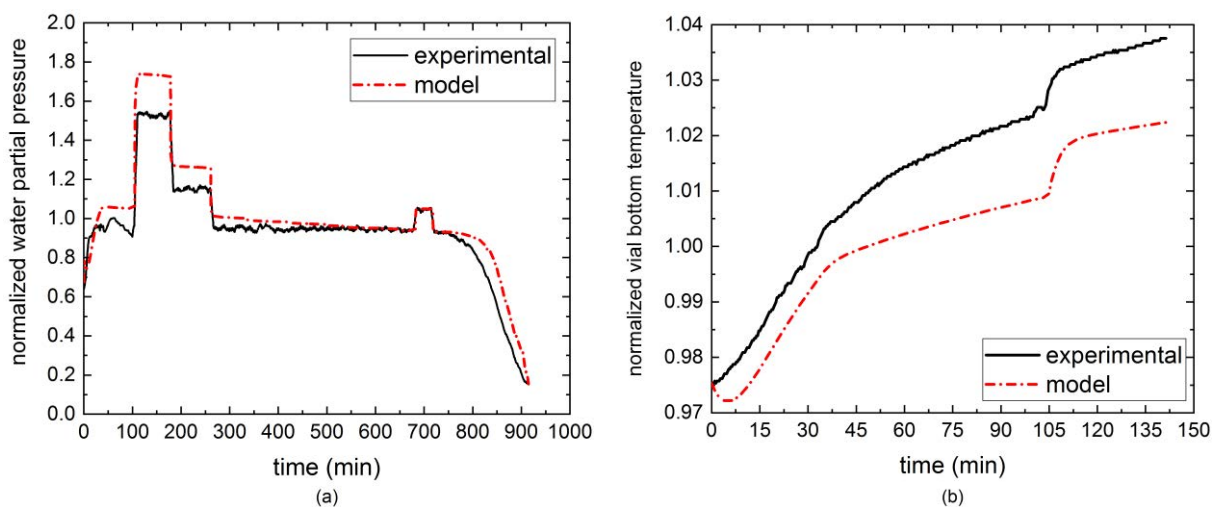 normalized water partial pressure
2.0
1.8
1.6
1.4
1.2
1.0
0.8
0.6
0.4
0.2
0.0
experimental
model
0 100 200 300 400 500 600 700 800 900 1000
time (min)
(a)
normalized vial bottom temperature
1.04
1.03
1.02
1.01
1.00
0.99
0.98
0.97
experimental
model
0 15 30 45 60 75 90 105 120 135 150
time (min)
(b)